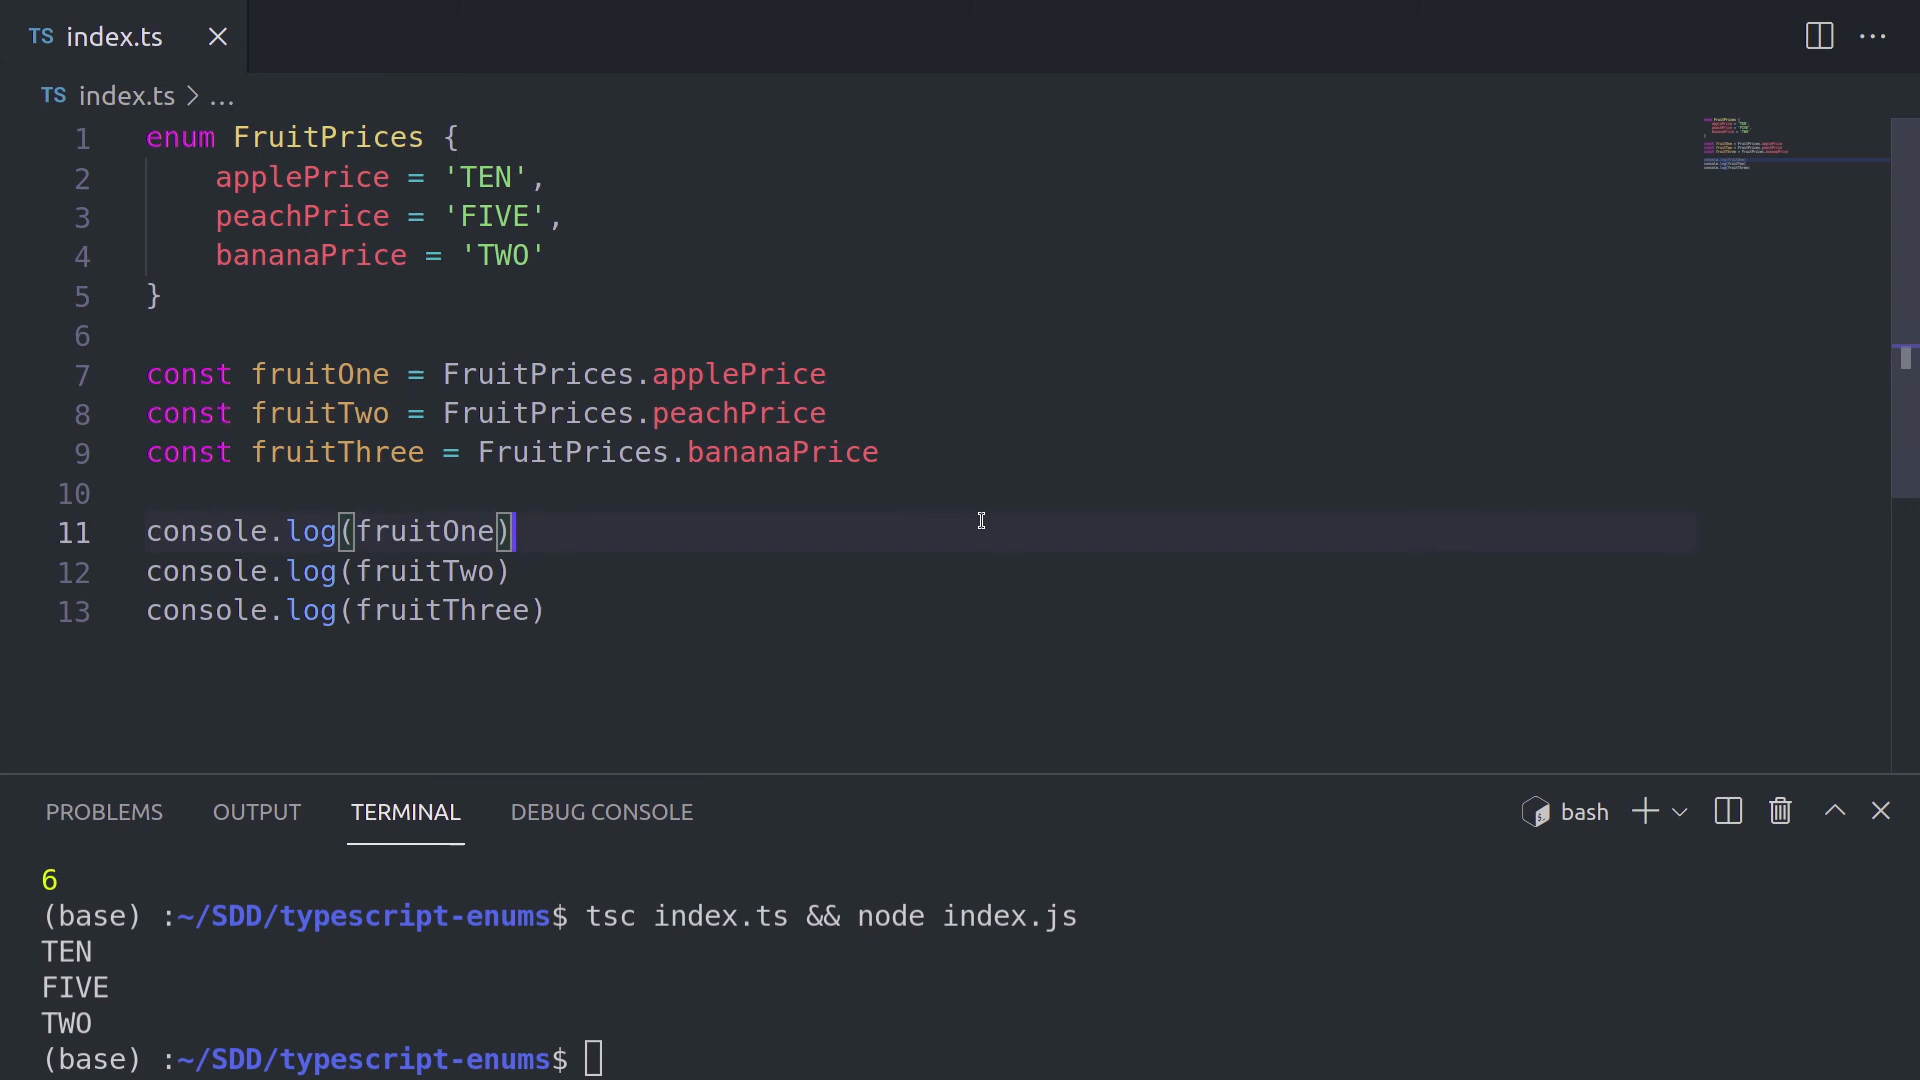 TS index.ts
TS index.ts > ...
1 enum FruitPrices {
2 applePrice = 'TEN',
3 peachPrice = 'FIVE',
4 bananaPrice = 'TWO'
5 }
6
7 const fruitOne = FruitPrices.applePrice
8 const fruitTwo = FruitPrices.peachPrice
9 const fruitThree = FruitPrices.bananaPrice
10
11 console.log(fruitOne)
12 console.log(fruitTwo)
13 console.log(fruitThree)
PROBLEMS OUTPUT TERMINAL DEBUG CONSOLE bash
6
(base) :~/SDD/typescript-enums$ tsc index.ts && node index.js
TEN
FIVE
TWO
(base) :~/SDD/typescript-enums$